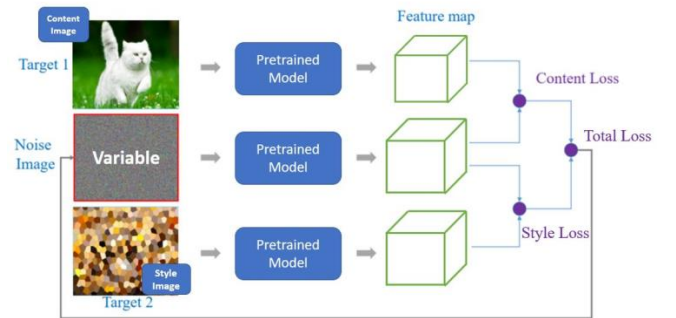 Content
Image
Target 1
Pretrained
Model
Feature map
Content Loss
Noise
Image
Variable
Pretrained
Model
Total Loss
Style
Image
Target 2
Pretrained
Model
Style Loss